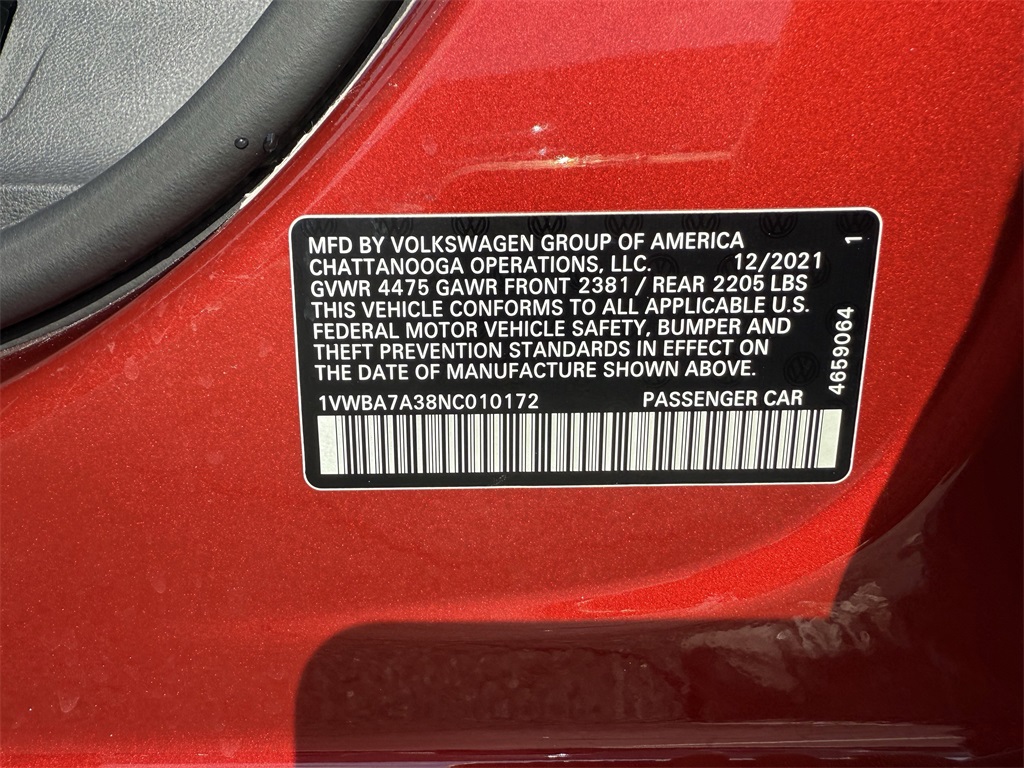 MFD BY VOLKSWAGEN GROUP OF AMERICA
CHATTANOOGA OPERATIONS, LLC. 12/2021
GVWR 4475 GAWR FRONT 2381 / REAR 2205 LBS
THIS VEHICLE CONFORMS TO ALL APPLICABLE U.S.
FEDERAL MOTOR VEHICLE SAFETY, BUMPER AND
THEFT PREVENTION STANDARDS IN EFFECT ON
THE DATE OF MANUFACTURE SHOWN ABOVE.
1VWBA7A38NC010172 PASSENGER CAR
4659064 1